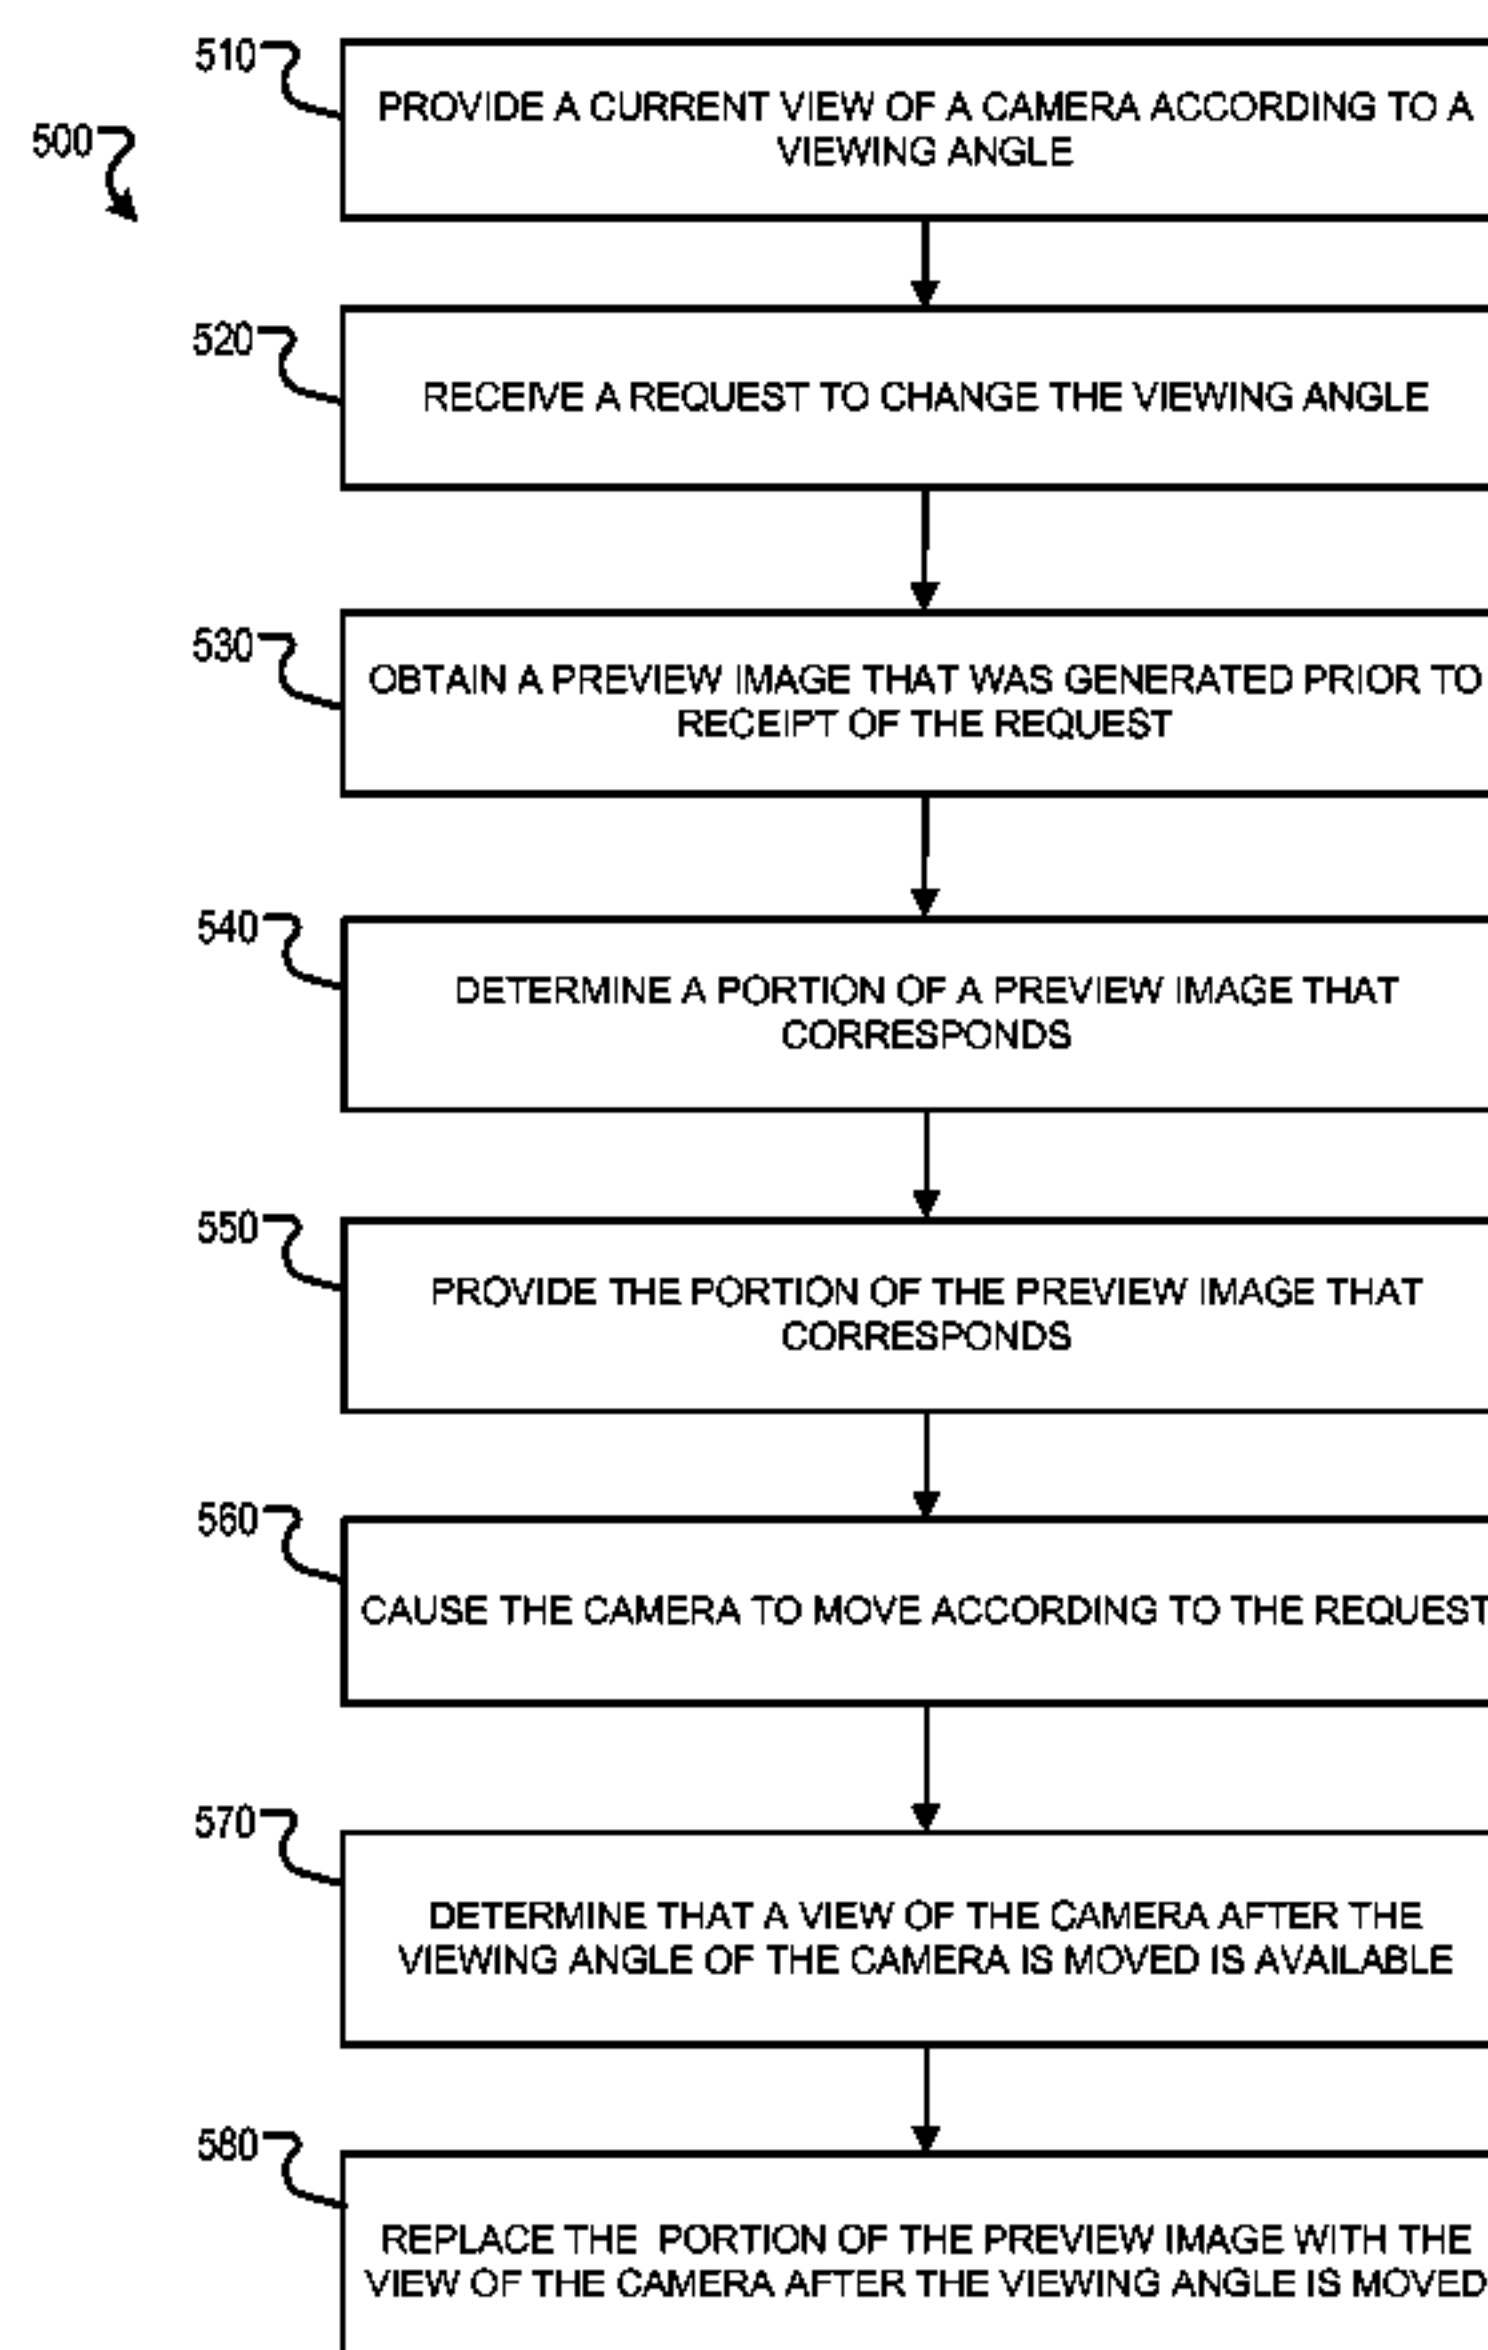 510
PROVIDE A CURRENT VIEW OF A CAMERA ACCORDING TO A
VIEWING ANGLE
500
520
RECEIVE A REQUEST TO CHANGE THE VIEWING ANGLE
530
OBTAIN A PREVIEW IMAGE THAT WAS GENERATED PRIOR TO
RECEIPT OF THE REQUEST
540
DETERMINE A PORTION OF A PREVIEW IMAGE THAT
CORRESPONDS
550
PROVIDE THE PORTION OF THE PREVIEW IMAGE THAT
CORRESPONDS
560
CAUSE THE CAMERA TO MOVE ACCORDING TO THE REQUEST
570
DETERMINE THAT A VIEW OF THE CAMERA AFTER THE
VIEWING ANGLE OF THE CAMERA IS MOVED IS AVAILABLE
580
REPLACE THE PORTION OF THE PREVIEW IMAGE WITH THE
VIEW OF THE CAMERA AFTER THE VIEWING ANGLE IS MOVED